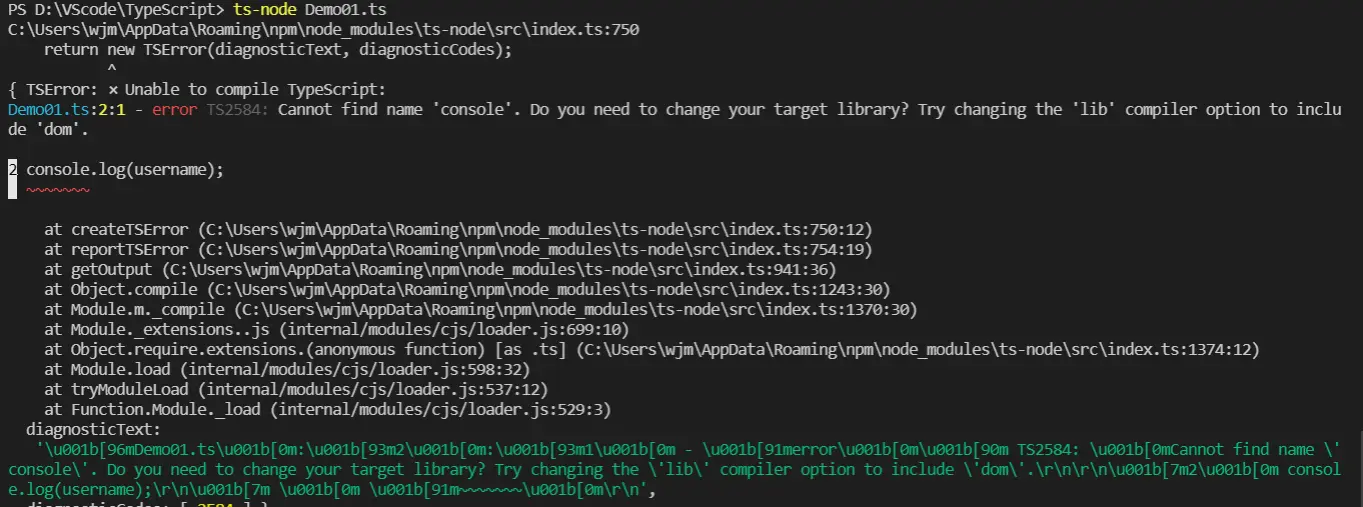 PS D:\VScode\TypeScript> ts-node Demo01.ts
C:\Users\wjm\AppData\Roaming\npm\node_modules\ts-node\src\index.ts:750
    return new TSError(diagnosticText, diagnosticCodes);
           ^
{ TSError: ⨯ Unable to compile TypeScript:
Demo01.ts:2:1 - error TS2584: Cannot find name 'console'. Do you need to change your target library? Try changing the 'lib' compiler option to inclu
de 'dom'.
2 console.log(username);
  ~~~~~~~
    at createTSError (C:\Users\wjm\AppData\Roaming\npm\node_modules\ts-node\src\index.ts:750:12)
    at reportTSError (C:\Users\wjm\AppData\Roaming\npm\node_modules\ts-node\src\index.ts:754:19)
    at getOutput (C:\Users\wjm\AppData\Roaming\npm\node_modules\ts-node\src\index.ts:941:36)
    at Object.compile (C:\Users\wjm\AppData\Roaming\npm\node_modules\ts-node\src\index.ts:1243:30)
    at Module.m._compile (C:\Users\wjm\AppData\Roaming\npm\node_modules\ts-node\src\index.ts:1370:30)
    at Module._extensions..js (internal/modules/cjs/loader.js:699:10)
    at Object.require.extensions.(anonymous function) [as .ts] (C:\Users\wjm\AppData\Roaming\npm\node_modules\ts-node\src\index.ts:1374:12)
    at Module.load (internal/modules/cjs/loader.js:598:32)
    at tryModuleLoad (internal/modules/cjs/loader.js:537:12)
    at Function.Module._load (internal/modules/cjs/loader.js:529:3)
  diagnosticText:
   '\u001b[96mDemo01.ts\u001b[0m:\u001b[93m2\u001b[0m:\u001b[93m1\u001b[0m - \u001b[91merror\u001b[0m\u001b[90m TS2584: \u001b[0mCannot find name \'
console\'. Do you need to change your target library? Try changing the \'lib\' compiler option to include \'dom\'.\r\n\r\n\u001b[7m2\u001b[0m consol
e.log(username);\r\n\u001b[7m \u001b[0m \u001b[91m~~~~~~~\u001b[0m\r\n',
  diagnosticCodes: [ 2584 ] }